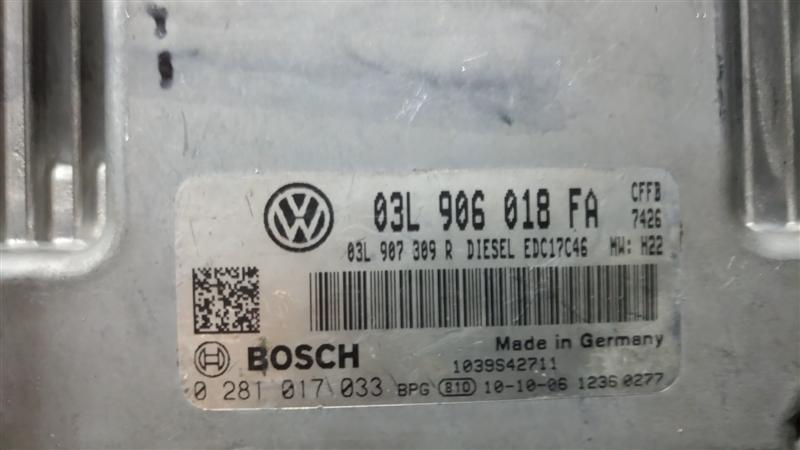 03L 906 018 FA
CFFB
7426
03L 907 309 R DIESEL EDC17C46 HW: H22
Made in Germany
BOSCH
1039S42711
0 281 017 033 BPG 810 10-10-06 1236 0277